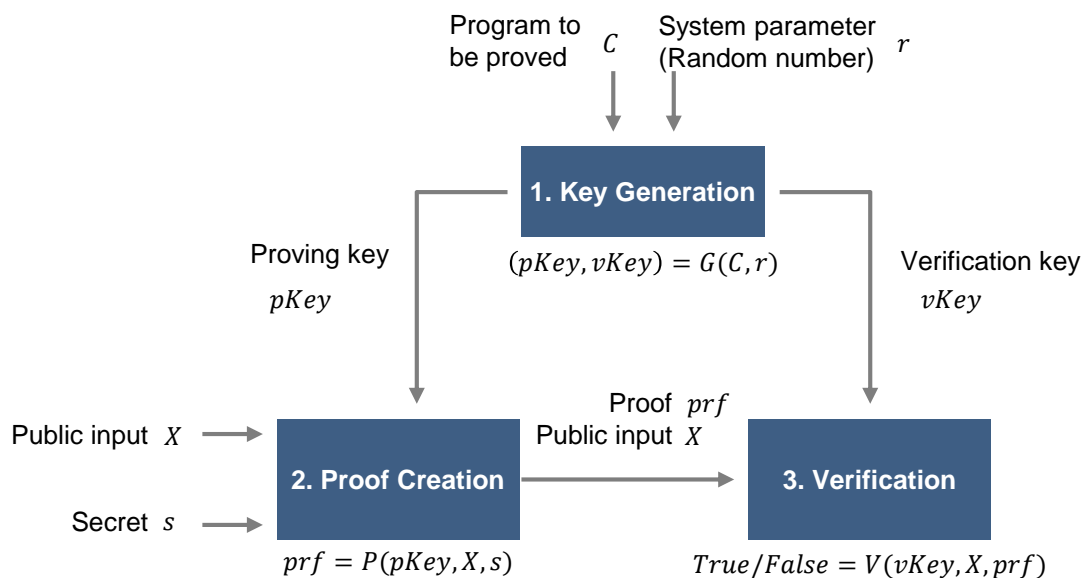 Program to
be proved
C
System parameter
(Random number)
r
1. Key Generation
(pKey, vKey) = G(C, r)
Proving key
pKey
Verification key
vKey
Proof prf
Public input X
Public input X
2. Proof Creation
3. Verification
Secret s
prf = P(pKey, X, s)
True/False = V(vKey, X, prf)